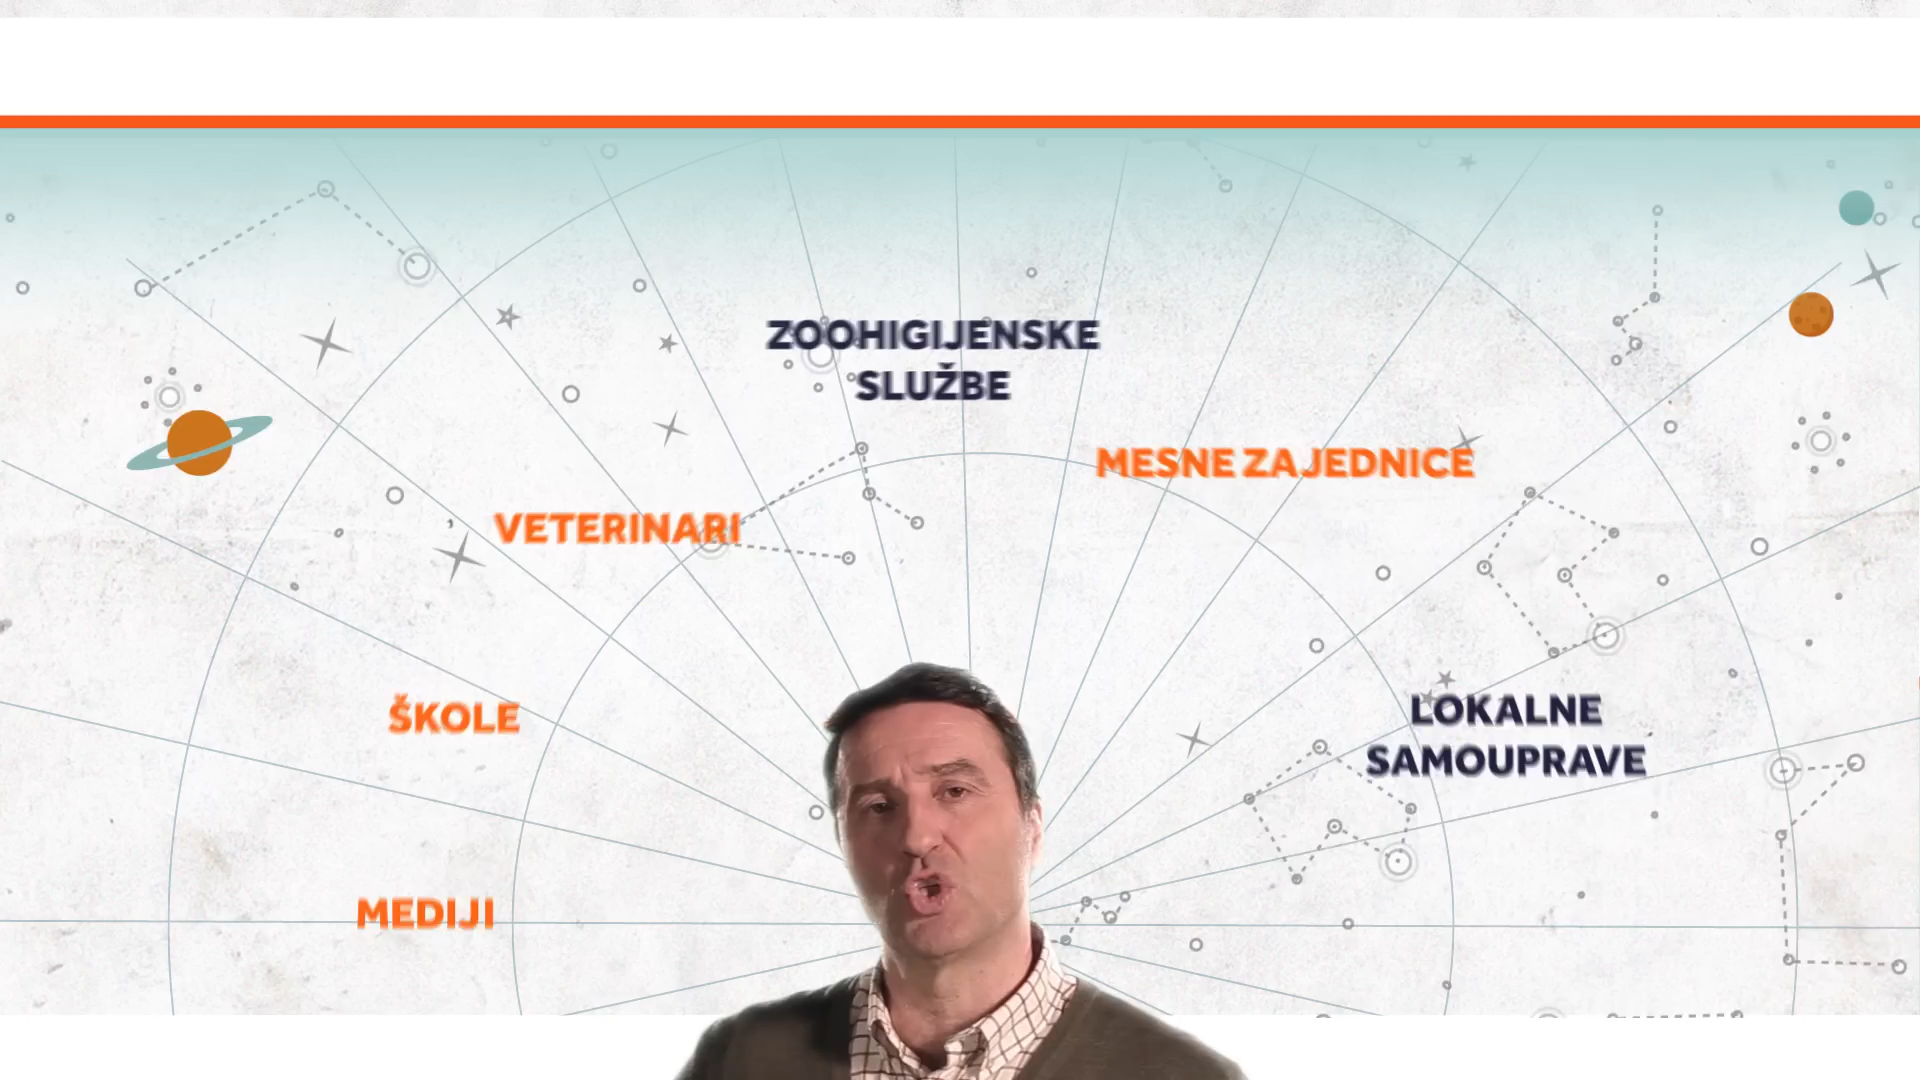 ZOOHIGIJENSKE
SLUŽBE
MESNE ZAJEDNICE
VETERINARI
ŠKOLE
LOKALNE
SAMOUPRAVE
MEDIJI